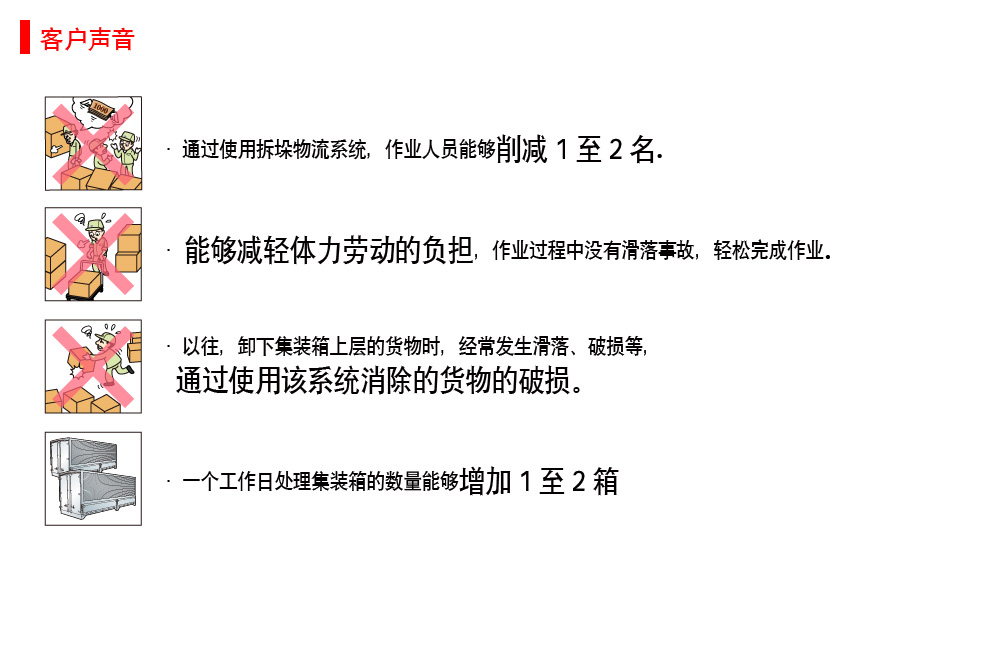 客户声音
1000
· 通过使用拆垛物流系统, 作业人员能够削减 1 至 2 名.
· 能够减轻体力劳动的负担, 作业过程中没有滑落事故, 轻松完成作业.
· 以往, 卸下集装箱上层的货物时, 经常发生滑落、破损等,
通过使用该系统消除的货物的破损。
· 一个工作日处理集装箱的数量能够增加 1 至 2 箱